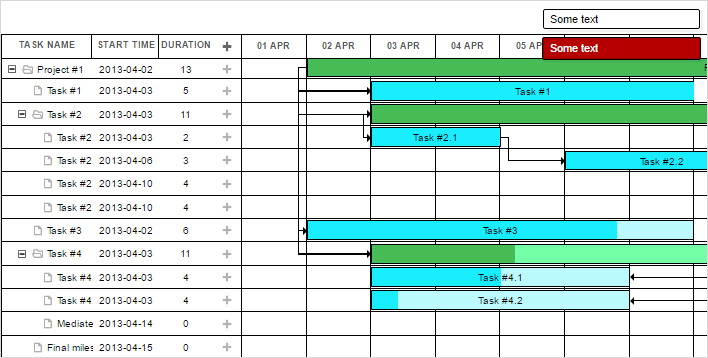 Some text
Some text
TASK NAME START TIME DURATION 01 APR 02 APR 03 APR 04 APR 05
Project #1 2013-04-02 13
Task #1 2013-04-03 5 Task #1
Task #2 2013-04-03 11
Task #2 2013-04-03 2 Task #2.1
Task #2 2013-04-06 3 Task #2.2
Task #2 2013-04-10 4
Task #2 2013-04-10 4
Task #3 2013-04-02 6 Task #3
Task #4 2013-04-03 11
Task #4 2013-04-03 4 Task #4.1
Task #4 2013-04-03 4 Task #4.2
Mediate 2013-04-14 0
Final miles 2013-04-15 0